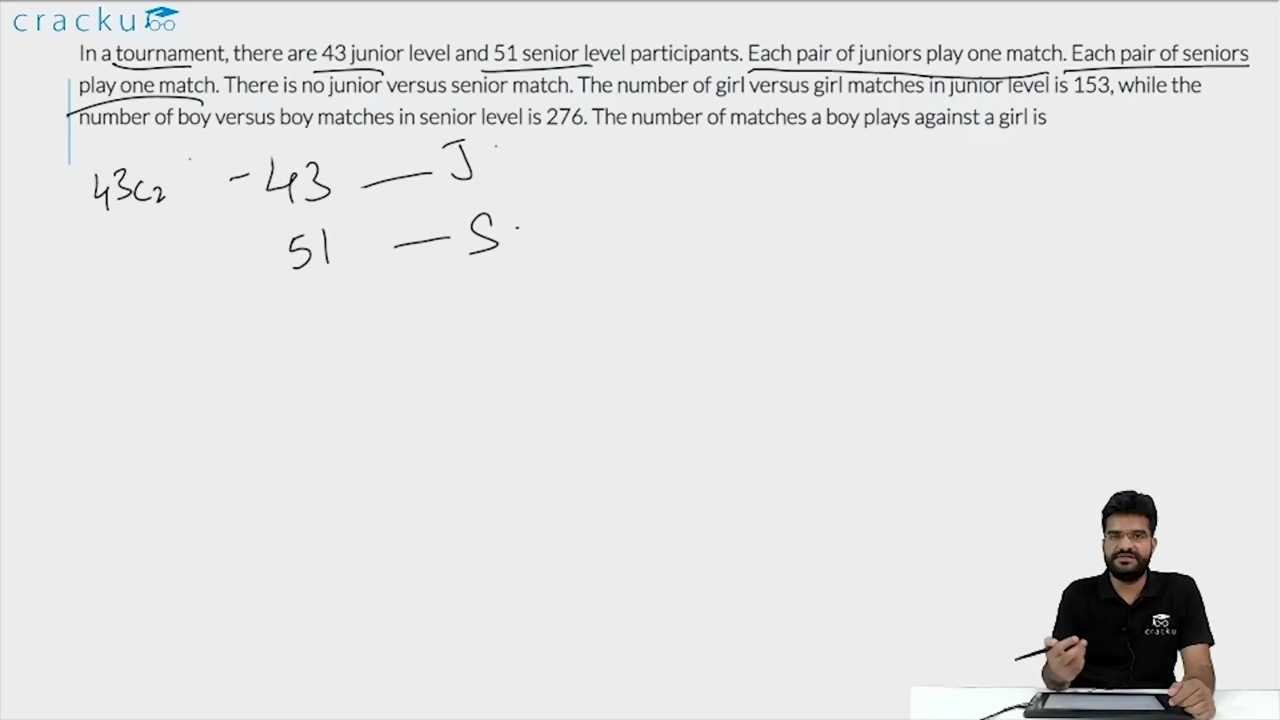 cracku
In a tournament, there are 43 junior level and 51 senior level participants. Each pair of juniors play one match. Each pair of seniors
play one match. There is no junior versus senior match. The number of girl versus girl matches in junior level is 153, while the
number of boy versus boy matches in senior level is 276. The number of matches a boy plays against a girl is
43C2 - 43 — J
51 — S
cracku